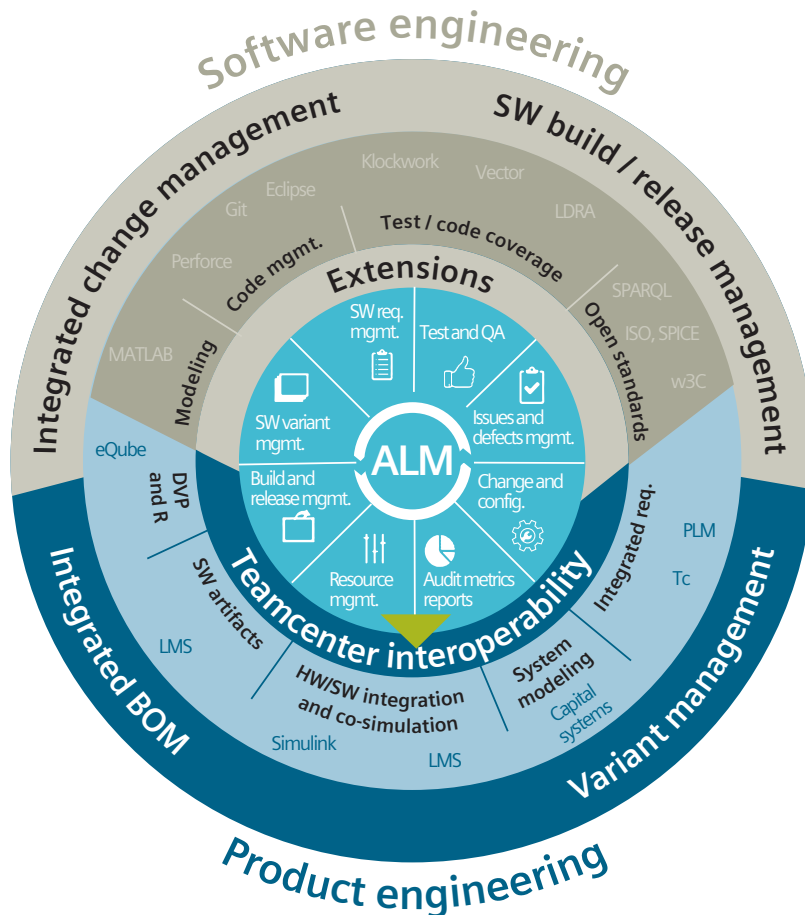 Software engineering
Integrated change management
SW build / release management
Klockwork
Vector
Eclipse
LDRA
Git
Perforce
MATLAB
SPARQL
ISO, SPICE
w3C
Modeling
Code mgmt.
Test / code coverage
Open standards
Extensions
SW req.
mgmt.
Test and QA
SW variant
mgmt.
Issues and
defects mgmt.
ALM
Build and
release mgmt.
Change and
config.
Resource
mgmt.
Audit metrics
reports
Teamcenter interoperability
eQube
DVP
and R
SW artifacts
LMS
HW/SW integration
and co-simulation
Simulink
LMS
System
modeling
Capital
systems
Integrated req.
PLM
Tc
Integrated BOM
Variant management
Product engineering